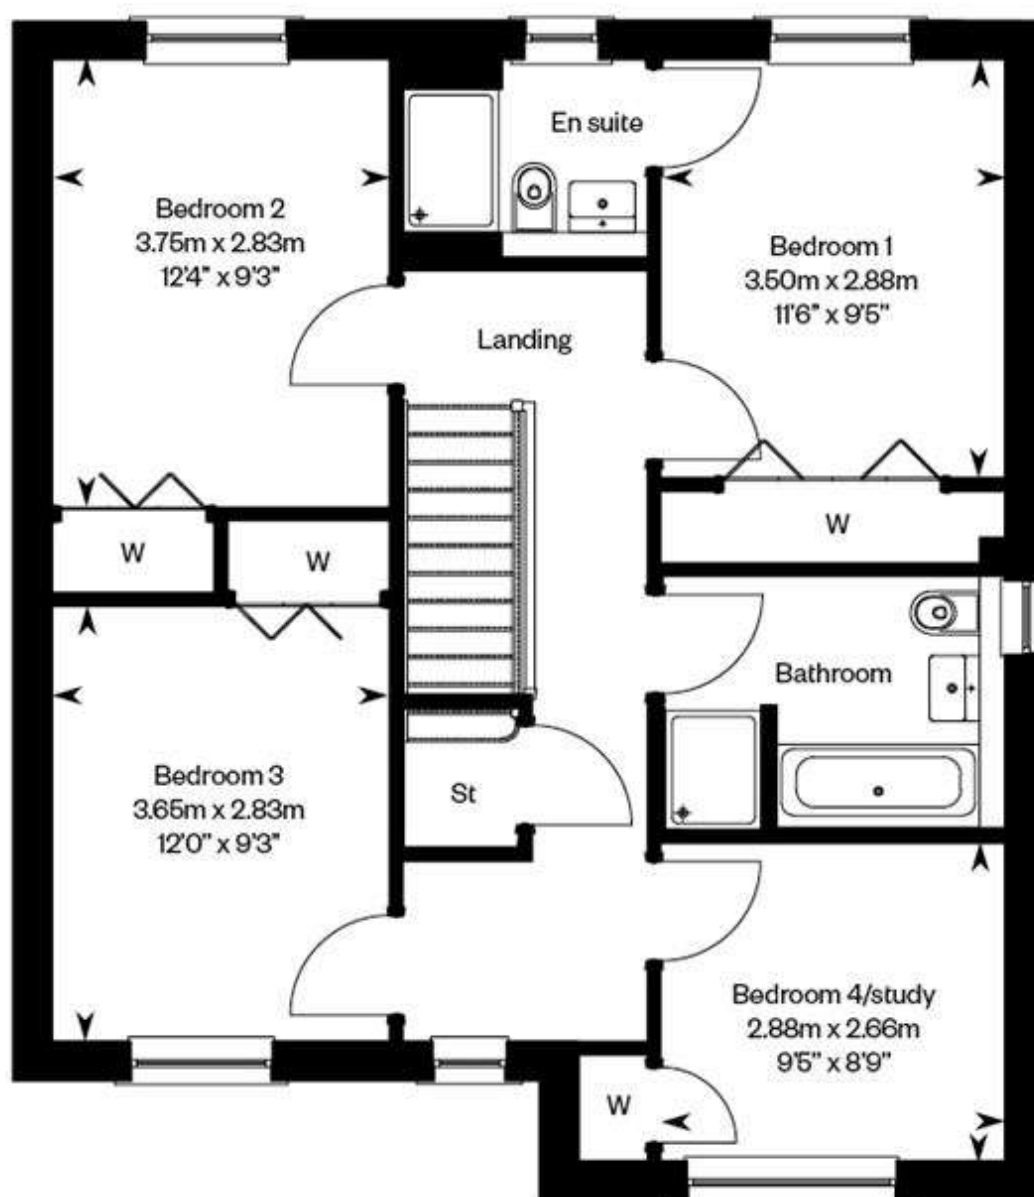 En suite
Bedroom 2
3.75m x 2.83m
12'4" x 9'3"
Bedroom 1
3.50m x 2.88m
11'6" x 9'5"
Landing
W
W
W
Bathroom
Bedroom 3
3.65m x 2.83m
12'0" x 9'3"
St
Bedroom 4/study
2.88m x 2.66m
9'5" x 8'9"
W